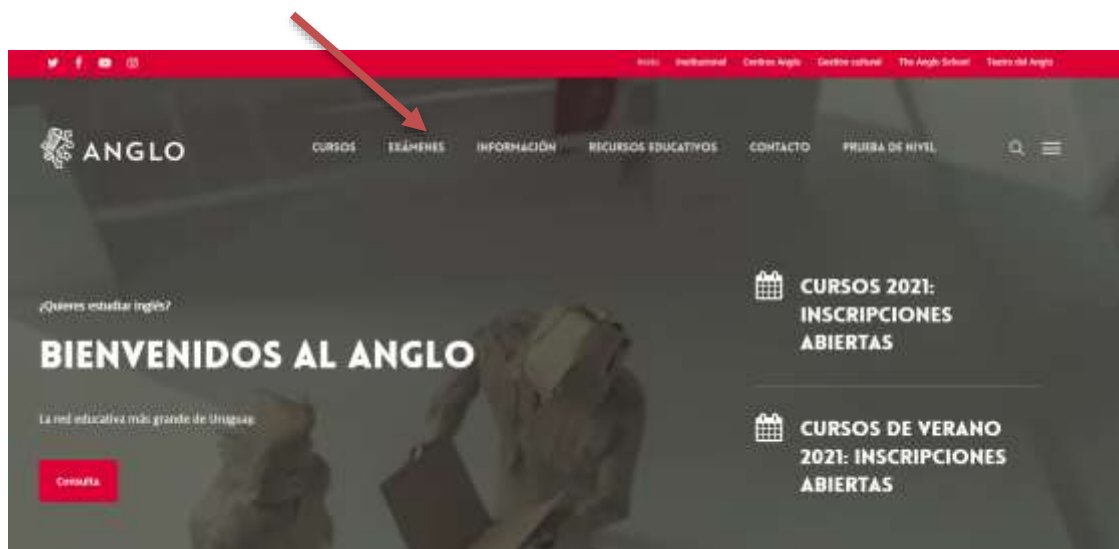 Inicio Institucional Centros Anglo Gestión cultural The Anglo School Teatro del Anglo
ANGLO
CURSOS EXÁMENES INFORMACIÓN RECURSOS EDUCATIVOS CONTACTO PRUEBA DE NIVEL
¿Quieres estudiar inglés?
BIENVENIDOS AL ANGLO
La red educativa más grande de Uruguay.
Consulta
CURSOS 2021:
INSCRIPCIONES
ABIERTAS
CURSOS DE VERANO
2021: INSCRIPCIONES
ABIERTAS